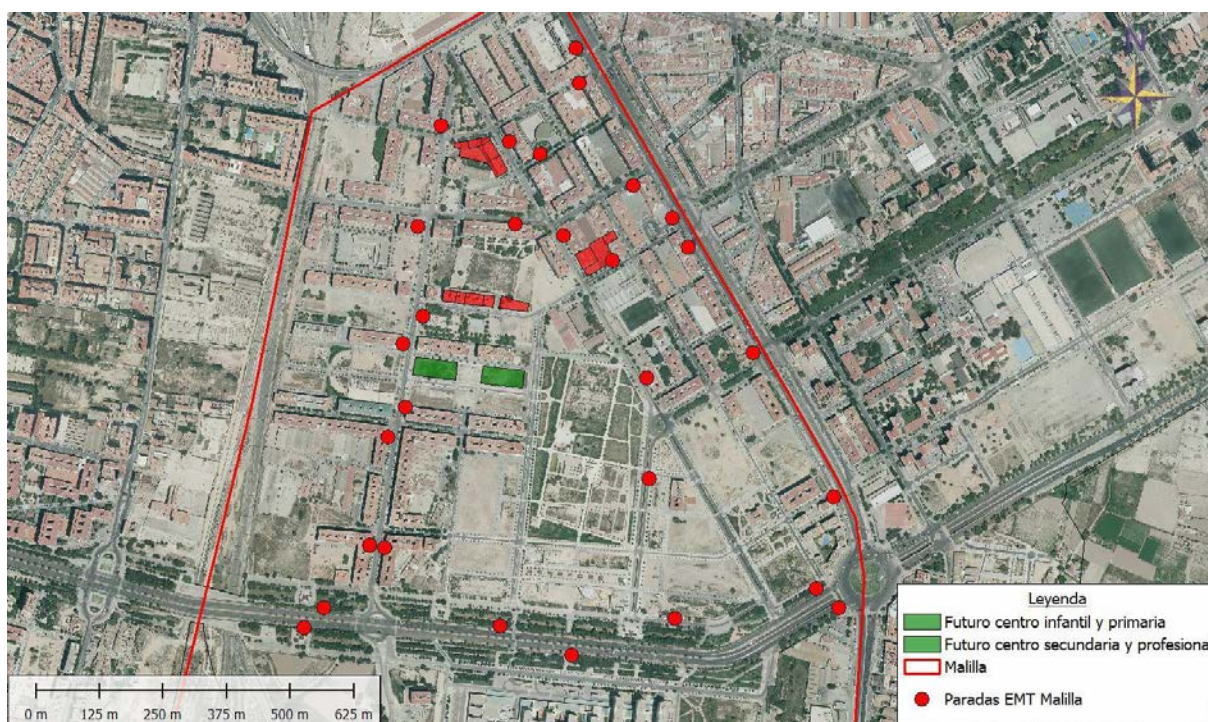 N
Leyenda
Futuro centro infantil y primaria
Futuro centro secundaria y profesiona
Malilla
Paradas EMT Malilla
0 m 125 m 250 m 375 m 500 m 625 m